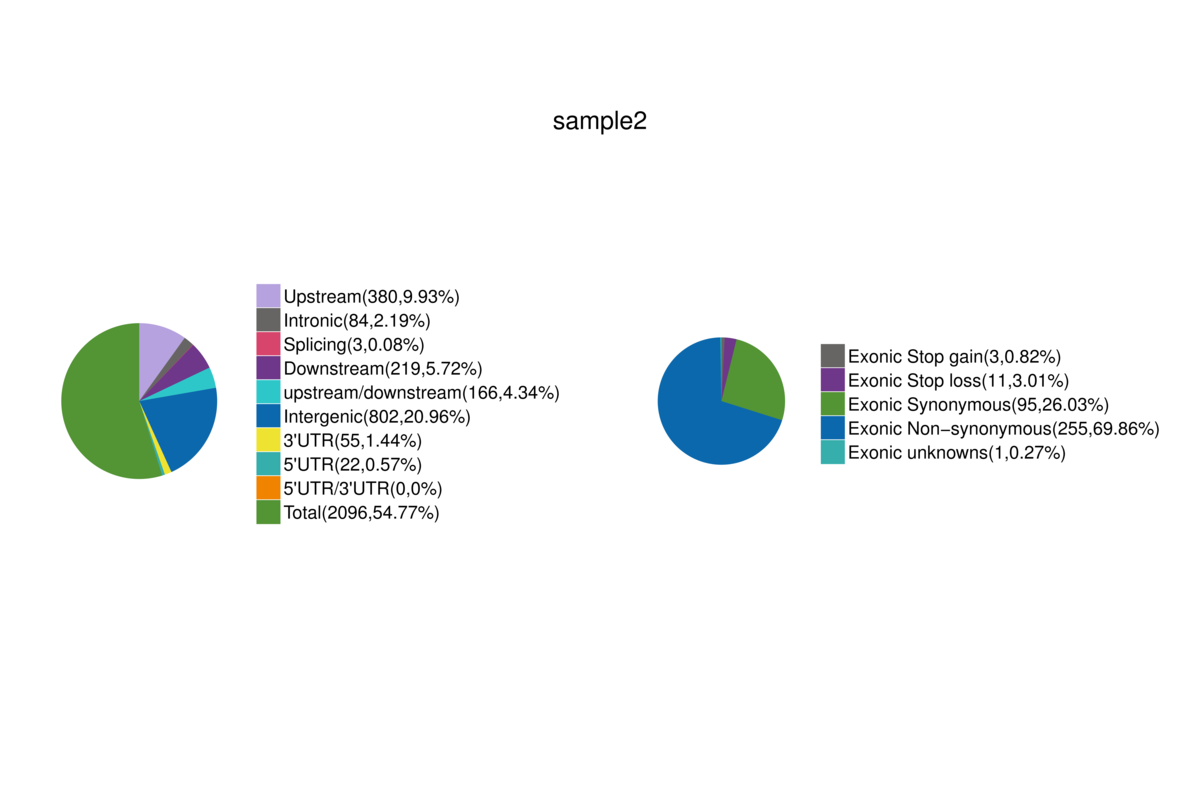 sample2
Upstream(380,9.93%)
Intronic(84,2.19%)
Splicing(3,0.08%)
Downstream(219,5.72%)
upstream/downstream(166,4.34%)
Intergenic(802,20.96%)
3'UTR(55,1.44%)
5'UTR(22,0.57%)
5'UTR/3'UTR(0,0%)
Total(2096,54.77%)
Exonic Stop gain(3,0.82%)
Exonic Stop loss(11,3.01%)
Exonic Synonymous(95,26.03%)
Exonic Non−synonymous(255,69.86%)
Exonic unknowns(1,0.27%)